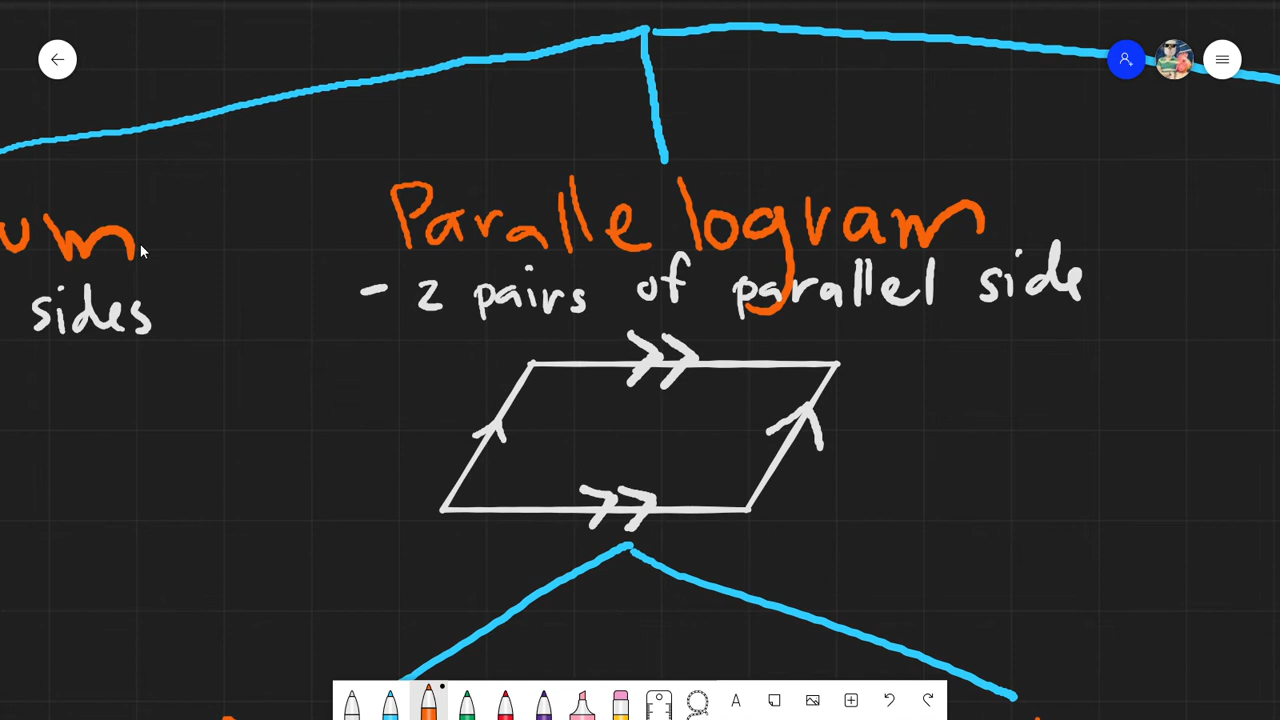 um
sides
Parallelogram
- 2 pairs of parallel side
A